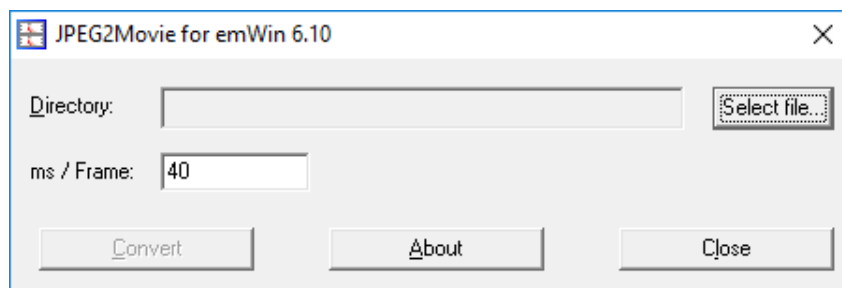 JPEG2Movie for emWin 6.10
Directory: Select file...
ms / Frame: 40
Convert About Close